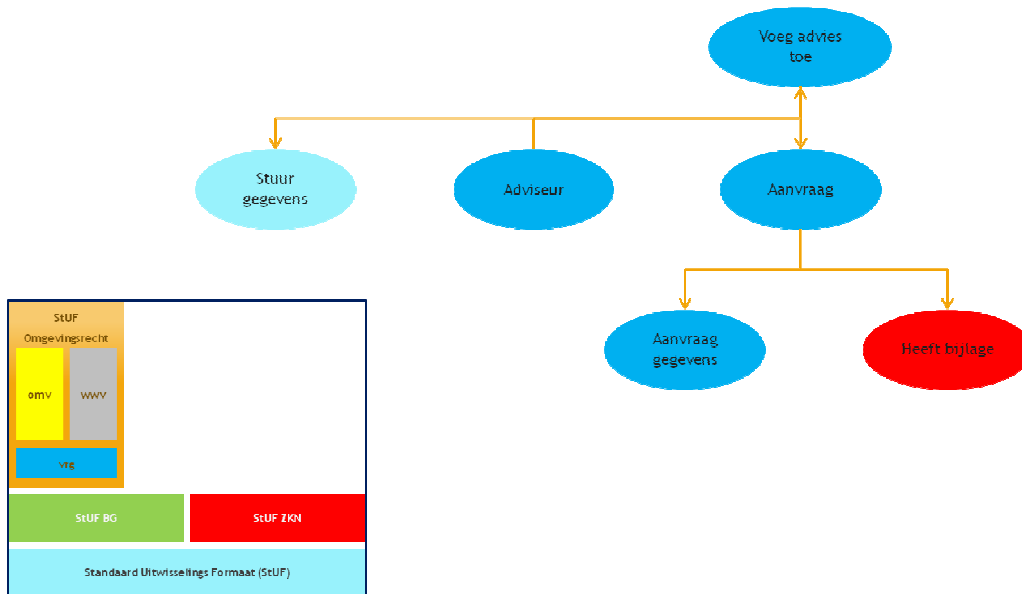 Voeg advies
toe
Stuur
gegevens
Adviseur
Aanvraag
Aanvraag
gegevens
Heeft bijlage
StUF
Omgevingsrecht
omv
wwv
vrg
StUF BG
StUF ZKN
Standaard Uitwisselings Formaat (StUF)